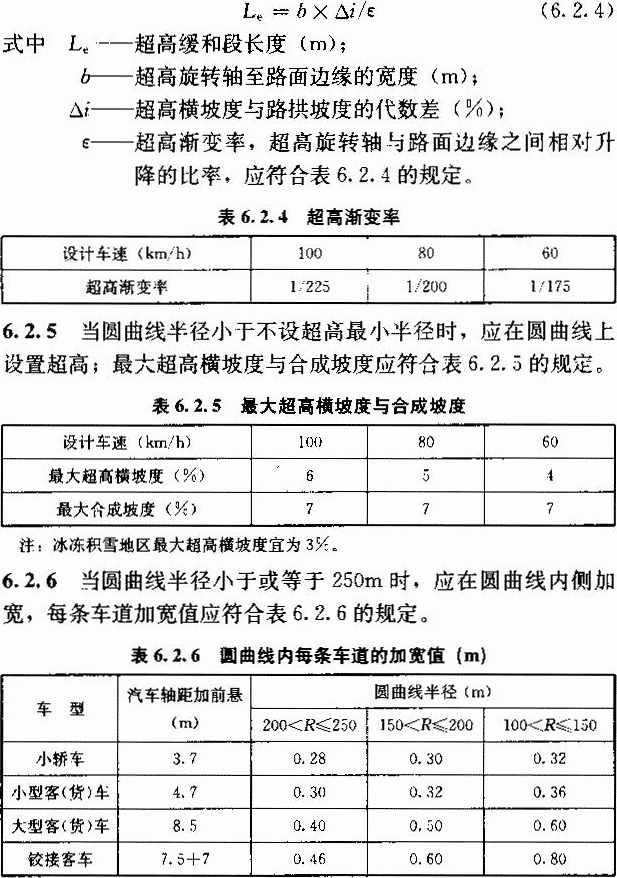 Lₑ = b × Δi/ε （6.2.4）
式中 Lₑ——超高缓和段长度（m）；
b——超高旋转轴至路面边缘的宽度（m）；
Δi——超高横坡度与路拱坡度的代数差（%）；
ε——超高渐变率，超高旋转轴与路面边缘之间相对升
降的比率，应符合表 6.2.4 的规定。
表 6.2.4 超高渐变率
设计车速（km/h） 100 80 60
超高渐变率 1/225 1/200 1/175
6.2.5 当圆曲线半径小于不设超高最小半径时，应在圆曲线上
设置超高；最大超高横坡度与合成坡度应符合表 6.2.5 的规定。
表 6.2.5 最大超高横坡度与合成坡度
设计车速（km/h） 100 80 60
最大超高横坡度（%） 6 5 4
最大合成坡度（%） 7 7 7
注：冰冻积雪地区最大超高横坡度宜为 3%。
6.2.6 当圆曲线半径小于或等于 250m 时，应在圆曲线内侧加
宽，每条车道加宽值应符合表 6.2.6 的规定。
表 6.2.6 圆曲线内每条车道的加宽值（m）
车 型 汽车轴距加前悬（m） 圆曲线半径（m）
200<R≤250 150<R≤200 100<R≤150
小轿车 3.7 0.28 0.30 0.32
小型客（货）车 4.7 0.30 0.32 0.36
大型客（货）车 8.5 0.40 0.50 0.60
铰接客车 7.5+7 0.46 0.60 0.80